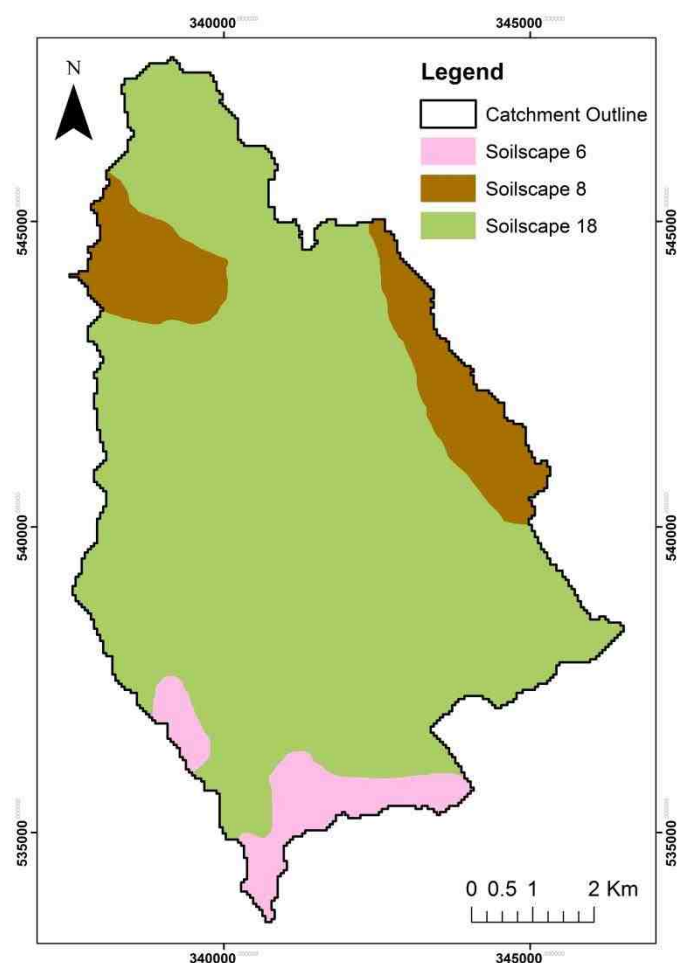 340000 345000
N
Legend
Catchment Outline
Soilscape 6
Soilscape 8
Soilscape 18
545000 545000
540000 540000
535000 535000
0 0.5 1 2 Km
340000 345000